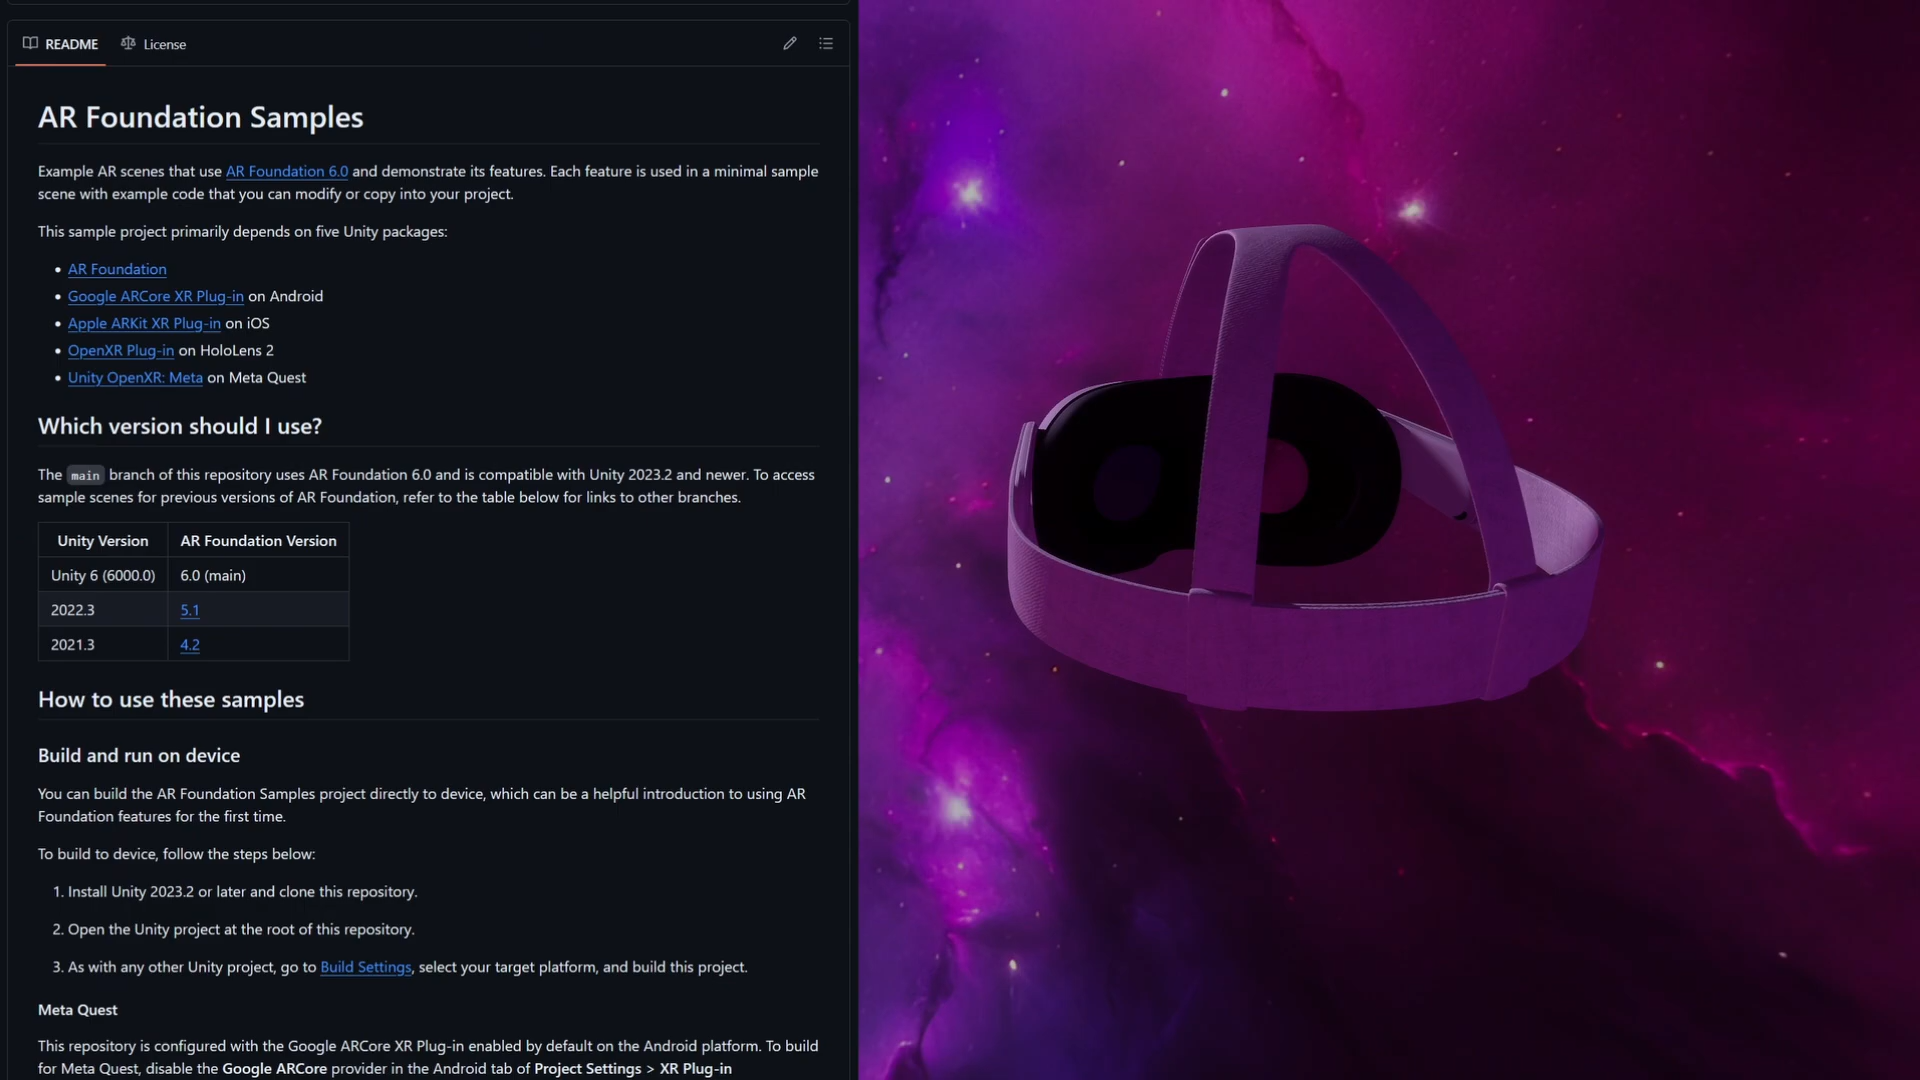 README License
AR Foundation Samples
Example AR scenes that use AR Foundation 6.0 and demonstrate its features. Each feature is used in a minimal sample
scene with example code that you can modify or copy into your project.
This sample project primarily depends on five Unity packages:
• AR Foundation
• Google ARCore XR Plug-in on Android
• Apple ARKit XR Plug-in on iOS
• OpenXR Plug-in on HoloLens 2
• Unity OpenXR: Meta on Meta Quest
Which version should I use?
The main branch of this repository uses AR Foundation 6.0 and is compatible with Unity 2023.2 and newer. To access
sample scenes for previous versions of AR Foundation, refer to the table below for links to other branches.
Unity Version AR Foundation Version
Unity 6 (6000.0) 6.0 (main)
2022.3 5.1
2021.3 4.2
How to use these samples
Build and run on device
You can build the AR Foundation Samples project directly to device, which can be a helpful introduction to using AR
Foundation features for the first time.
To build to device, follow the steps below:
1. Install Unity 2023.2 or later and clone this repository.
2. Open the Unity project at the root of this repository.
3. As with any other Unity project, go to Build Settings, select your target platform, and build this project.
Meta Quest
This repository is configured with the Google ARCore XR Plug-in enabled by default on the Android platform. To build
for Meta Quest, disable the Google ARCore provider in the Android tab of Project Settings > XR Plug-in